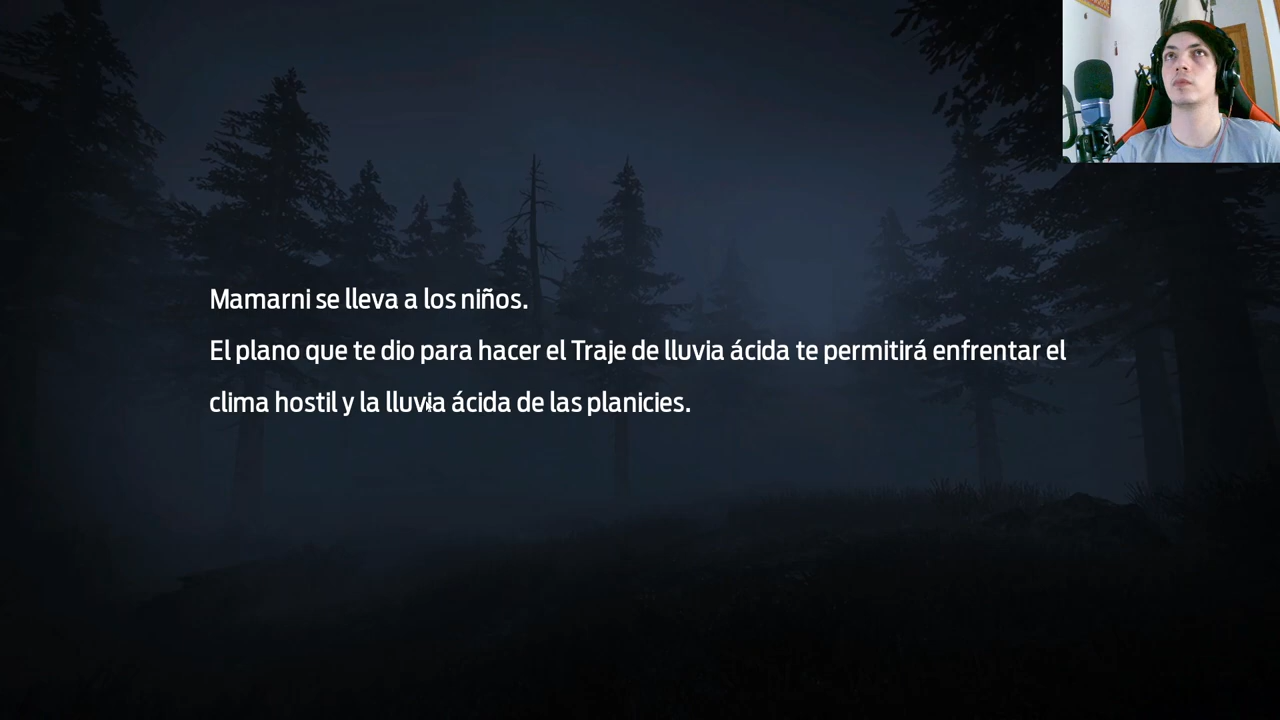 Mamarni se lleva a los niños.
El plano que te dio para hacer el Traje de lluvia ácida te permitirá enfrentar el
clima hostil y la lluvia ácida de las planicies.